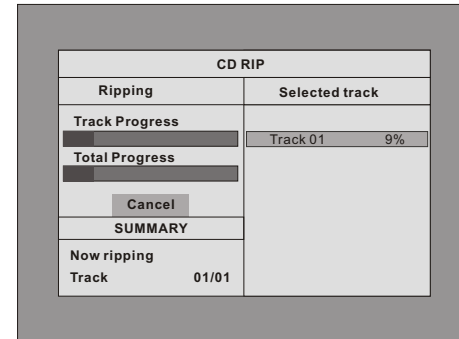 CD RIP
Ripping
Selected track
Track Progress
Track 01 9%
Total Progress
Cancel
SUMMARY
Now ripping
Track 01/01